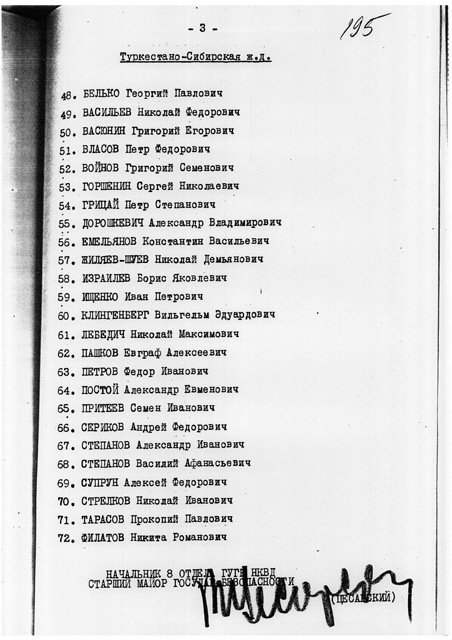 - 3 -
195
Туркестано-Сибирская ж.д.
48. БЕЛЬКО Георгий Павлович
49. ВАСИЛЬЕВ Николай Федорович
50. ВАСЮНИН Григорий Егорович
51. ВЛАСОВ Петр Федорович
52. ВОЙНОВ Григорий Семенович
53. ГОРШЕНИН Сергей Николаевич
54. ГРИЦАЙ Петр Степанович
55. ДОРОШКЕВИЧ Александр Владимирович
56. ЕМЕЛЬЯНОВ Константин Васильевич
57. ЖИЛЯЕВ-ШУЕВ Николай Демьянович
58. ИЗРАИЛЕВ Борис Яковлевич
59. ИЩЕНКО Иван Петрович
60. КЛИНГЕНБЕРГ Вильгельм Эдуардович
61. ЛЕБЕДИЧ Николай Максимович
62. ПАШКОВ Евграф Алексеевич
63. ПЕТРОВ Федор Иванович
64. ПОСТОЙ Александр Евменович
65. ПРИТЕЕВ Семен Иванович
66. СЕРИКОВ Андрей Федорович
67. СТЕПАНОВ Александр Иванович
68. СТЕПАНОВ Василий Афанасьевич
69. СУПРУН Алексей Федорович
70. СТРЕЛКОВ Николай Иванович
71. ТАРАСОВ Прокопий Павлович
72. ФИЛАТОВ Никита Романович
НАЧАЛЬНИК 8 ОТДЕЛА ГУГБ НКВД
СТАРШИЙ МАЙОР ГОСУДАР.БЕЗОПАСНОСТИ
(ЦЕСАРСКИЙ)